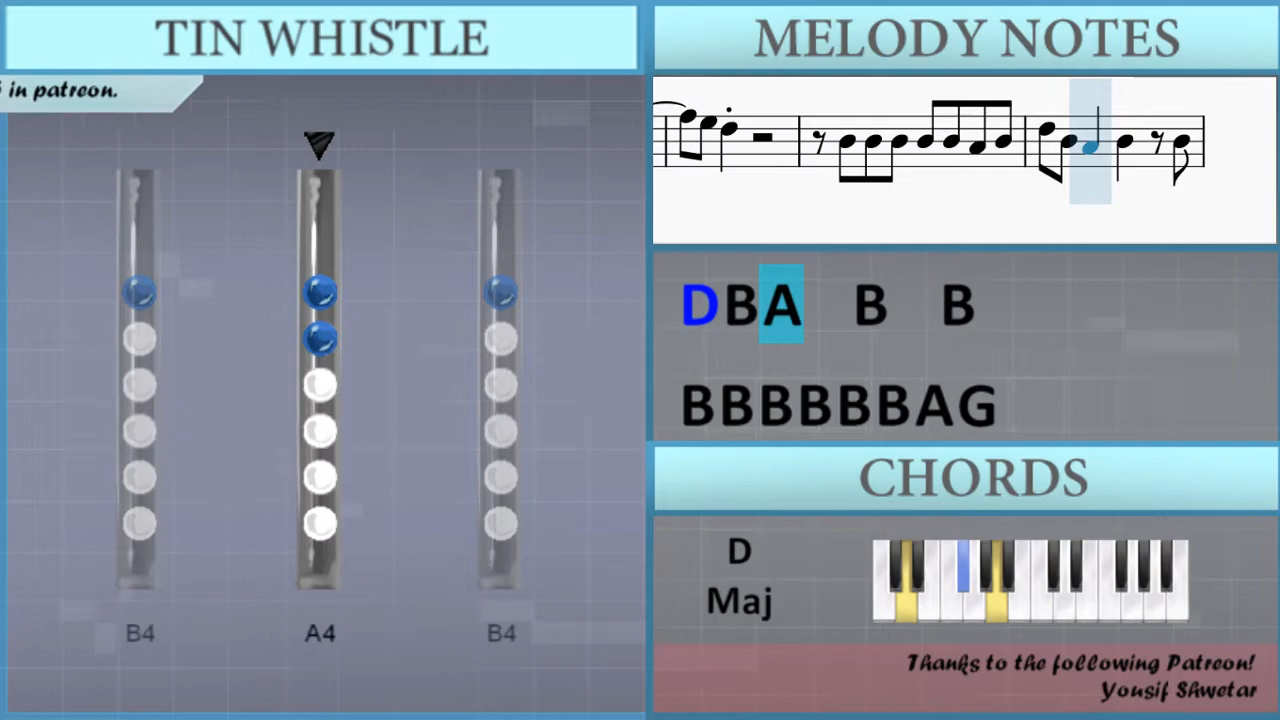 TIN WHISTLE
in patreon.
B4 A4 B4
MELODY NOTES
DBA B B
BBBBBBAG
CHORDS
D
Maj
Thanks to the following Patreon!
Yousif Shwetar